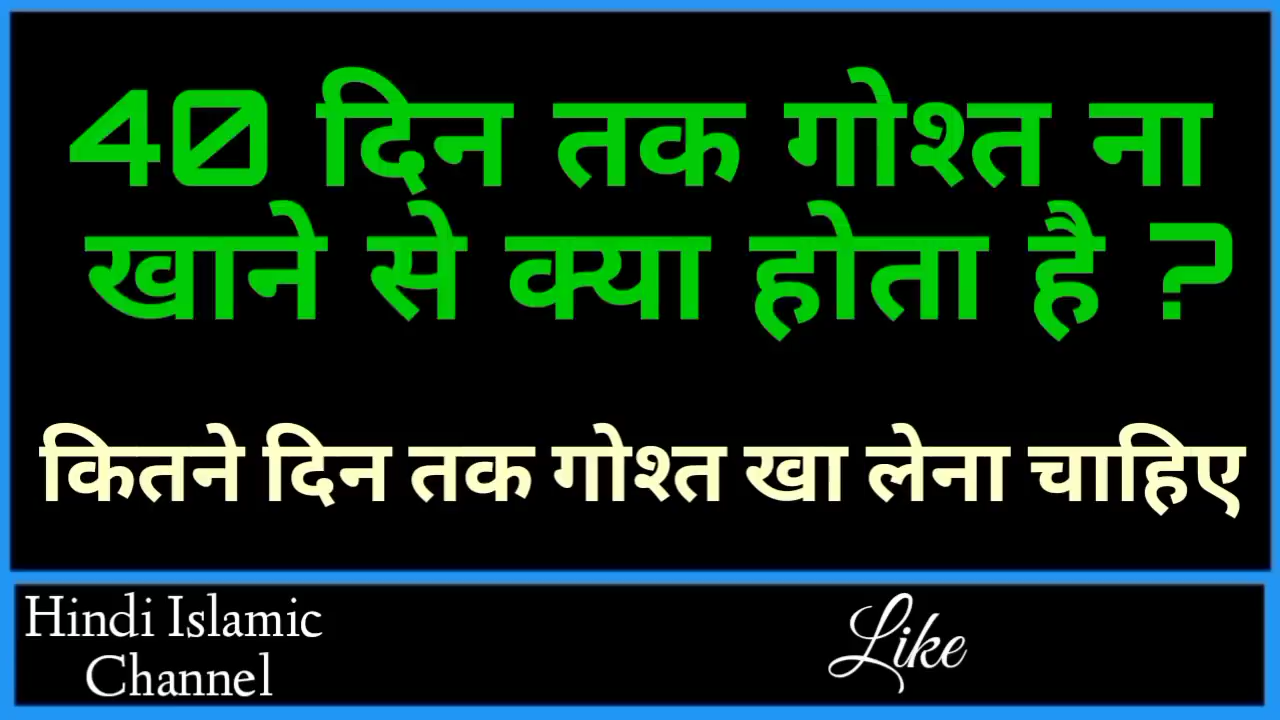 40 दिन तक गोश्त ना
खाने से क्या होता है ?
कितने दिन तक गोश्त खा लेना चाहिए
Hindi Islamic
Channel
Like